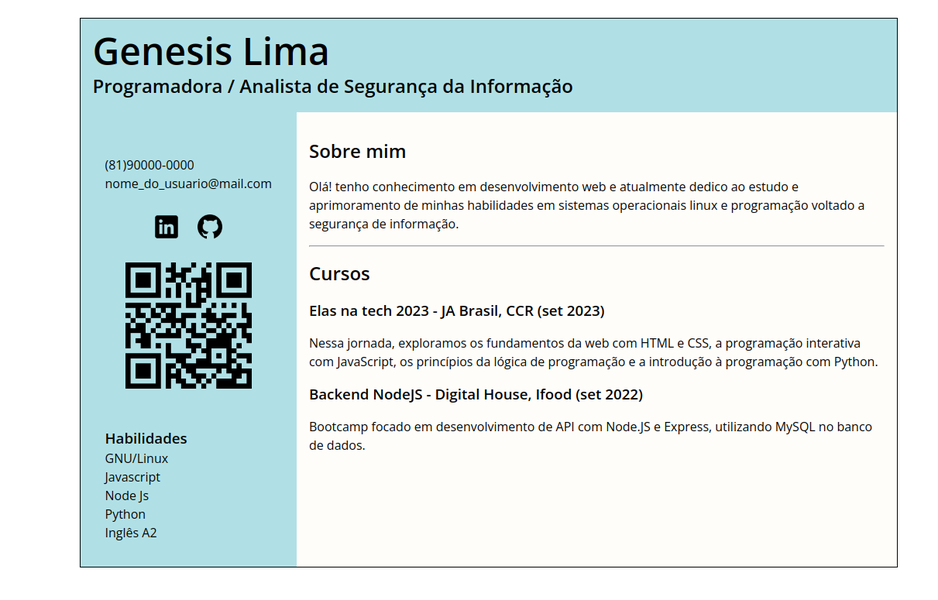 Genesis Lima
Programadora / Analista de Segurança da Informação
(81)90000-0000
nome_do_usuario@mail.com
in
Habilidades
GNU/Linux
Javascript
Node Js
Python
Inglês A2
Sobre mim
Olá! tenho conhecimento em desenvolvimento web e atualmente dedico ao estudo e
aprimoramento de minhas habilidades em sistemas operacionais linux e programação voltado a
segurança de informação.
Cursos
Elas na tech 2023 - JA Brasil, CCR (set 2023)
Nessa jornada, exploramos os fundamentos da web com HTML e CSS, a programação interativa
com JavaScript, os princípios da lógica de programação e a introdução à programação com Python.
Backend NodeJS - Digital House, Ifood (set 2022)
Bootcamp focado em desenvolvimento de API com Node.JS e Express, utilizando MySQL no banco
de dados.